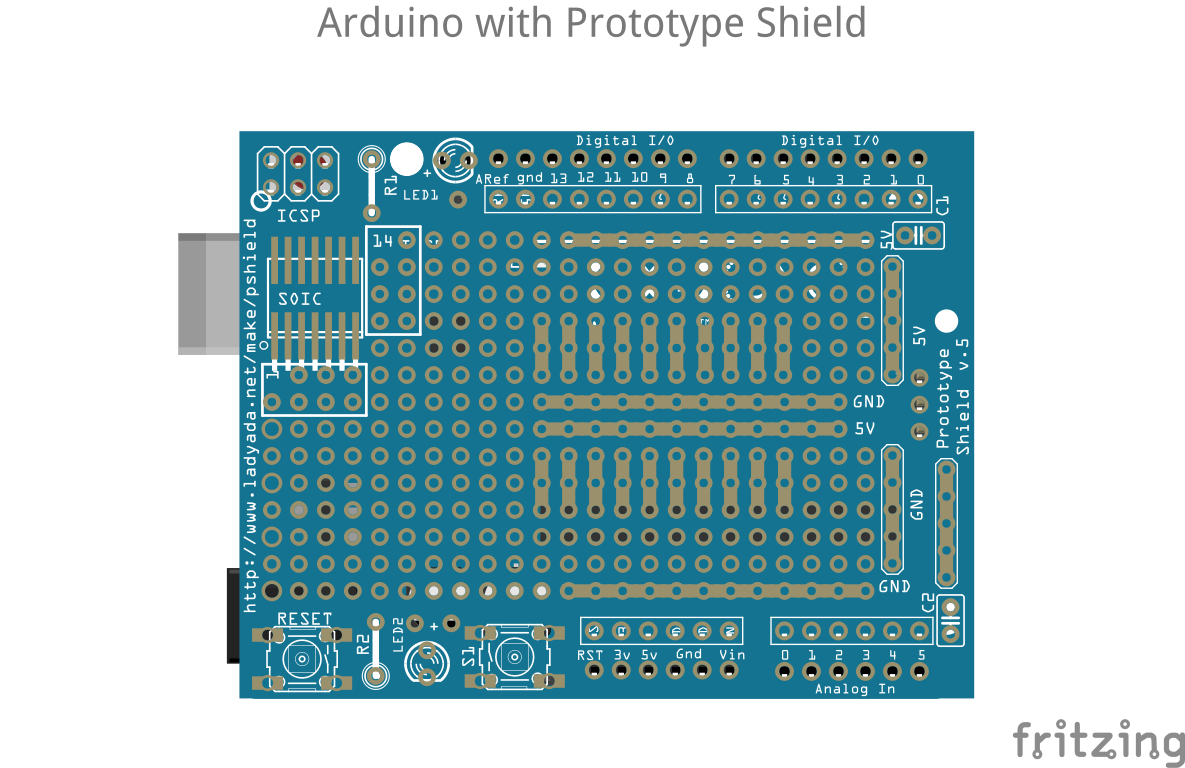 Arduino with Prototype Shield
Digital I/O Digital I/O
ARef gnd 13 12 11 10 9 8 7 6 5 4 3 2 1 0
R1
+
LED1
ICSP
C1
14
5V
SOIC
5V
Prototype
Shield v.5
1
GND
5V
http://www.ladyada.net/make/pshield
GND
GND
C2
RESET
R2
LED2
+
S1
RST 3v 5v Gnd Vin 0 1 2 3 4 5
Analog In
fritzing